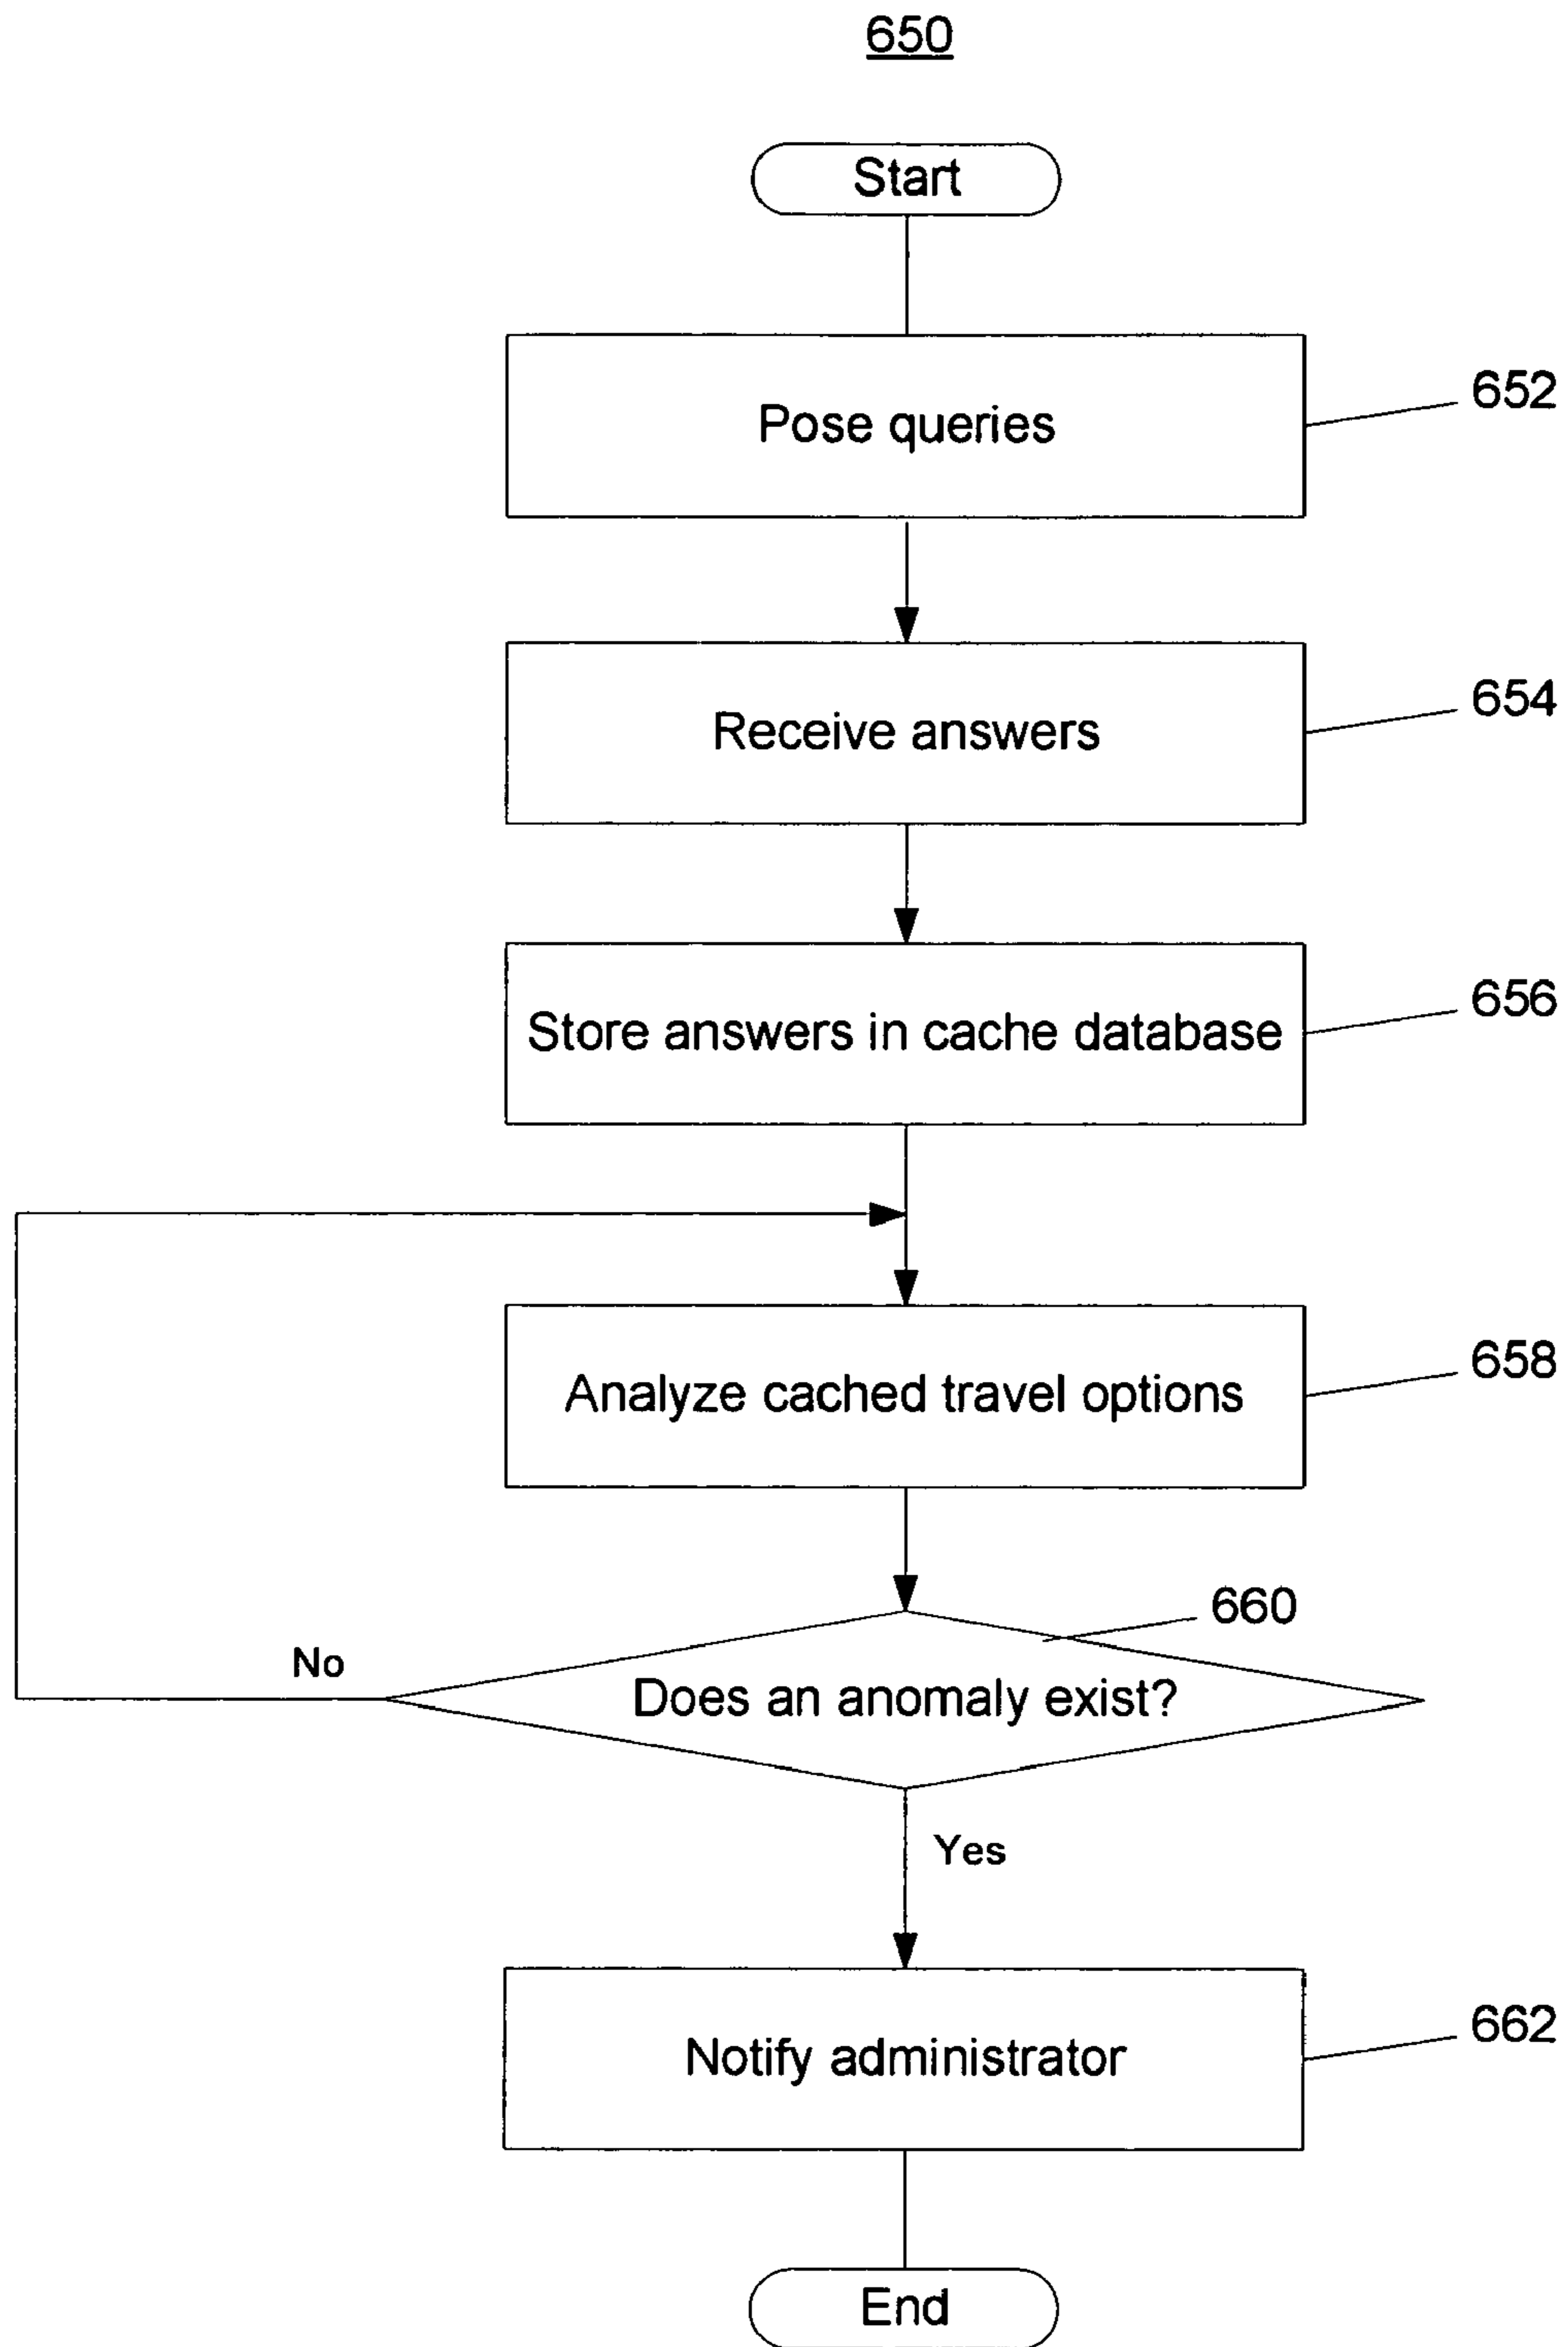 650
Start
Pose queries
652
Receive answers
654
Store answers in cache database
656
Analyze cached travel options
658
660
No
Does an anomaly exist?
Yes
Notify administrator
662
End